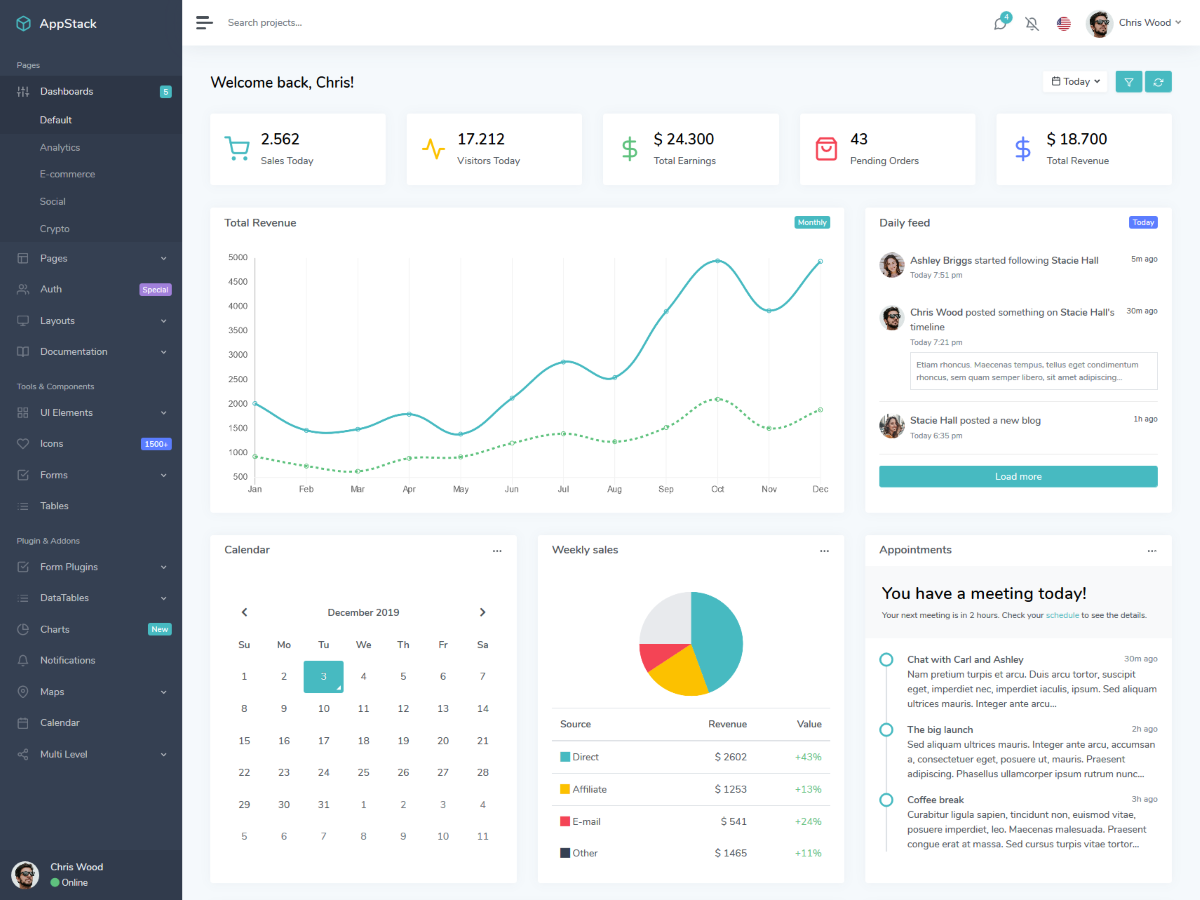 AppStack
Pages
Dashboards 5
Default
Analytics
E-commerce
Social
Crypto
Pages
Auth Special
Layouts
Documentation
Tools & Components
UI Elements
Icons 1500+
Forms
Tables
Plugin & Addons
Form Plugins
DataTables
Charts New
Notifications
Maps
Calendar
Multi Level
Chris Wood
Online
Search projects...
4
Chris Wood
Welcome back, Chris!
Today
2.562
Sales Today
17.212
Visitors Today
$ 24.300
Total Earnings
43
Pending Orders
$ 18.700
Total Revenue
Total Revenue Monthly
5000
4500
4000
3500
3000
2500
2000
1500
1000
500
Jan Feb Mar Apr May Jun Jul Aug Sep Oct Nov Dec
Daily feed Today
Ashley Briggs started following Stacie Hall 5m ago
Today 7:51 pm
Chris Wood posted something on Stacie Hall's 30m ago
timeline
Today 7:21 pm
Etiam rhoncus. Maecenas tempus, tellus eget condimentum
rhoncus, sem quam semper libero, sit amet adipiscing...
Stacie Hall posted a new blog 1h ago
Today 6:35 pm
Load more
Calendar
December 2019
Su Mo Tu We Th Fr Sa
1 2 3 4 5 6 7
8 9 10 11 12 13 14
15 16 17 18 19 20 21
22 23 24 25 26 27 28
29 30 31 1 2 3 4
5 6 7 8 9 10 11
Weekly sales
Source Revenue Value
Direct $ 2602 +43%
Affiliate $ 1253 +13%
E-mail $ 541 +24%
Other $ 1465 +11%
Appointments
You have a meeting today!
Your next meeting is in 2 hours. Check your schedule to see the details.
Chat with Carl and Ashley 30m ago
Nam pretium turpis et arcu. Duis arcu tortor, suscipit
eget, imperdiet nec, imperdiet iaculis, ipsum. Sed aliquam
ultrices mauris. Integer ante arcu...
The big launch 2h ago
Sed aliquam ultrices mauris. Integer ante arcu, accumsan
a, consectetuer eget, posuere ut, mauris. Praesent
adipiscing. Phasellus ullamcorper ipsum rutrum nunc...
Coffee break 3h ago
Curabitur ligula sapien, tincidunt non, euismod vitae,
posuere imperdiet, leo. Maecenas malesuada. Praesent
congue erat at massa. Sed cursus turpis vitae tortor...